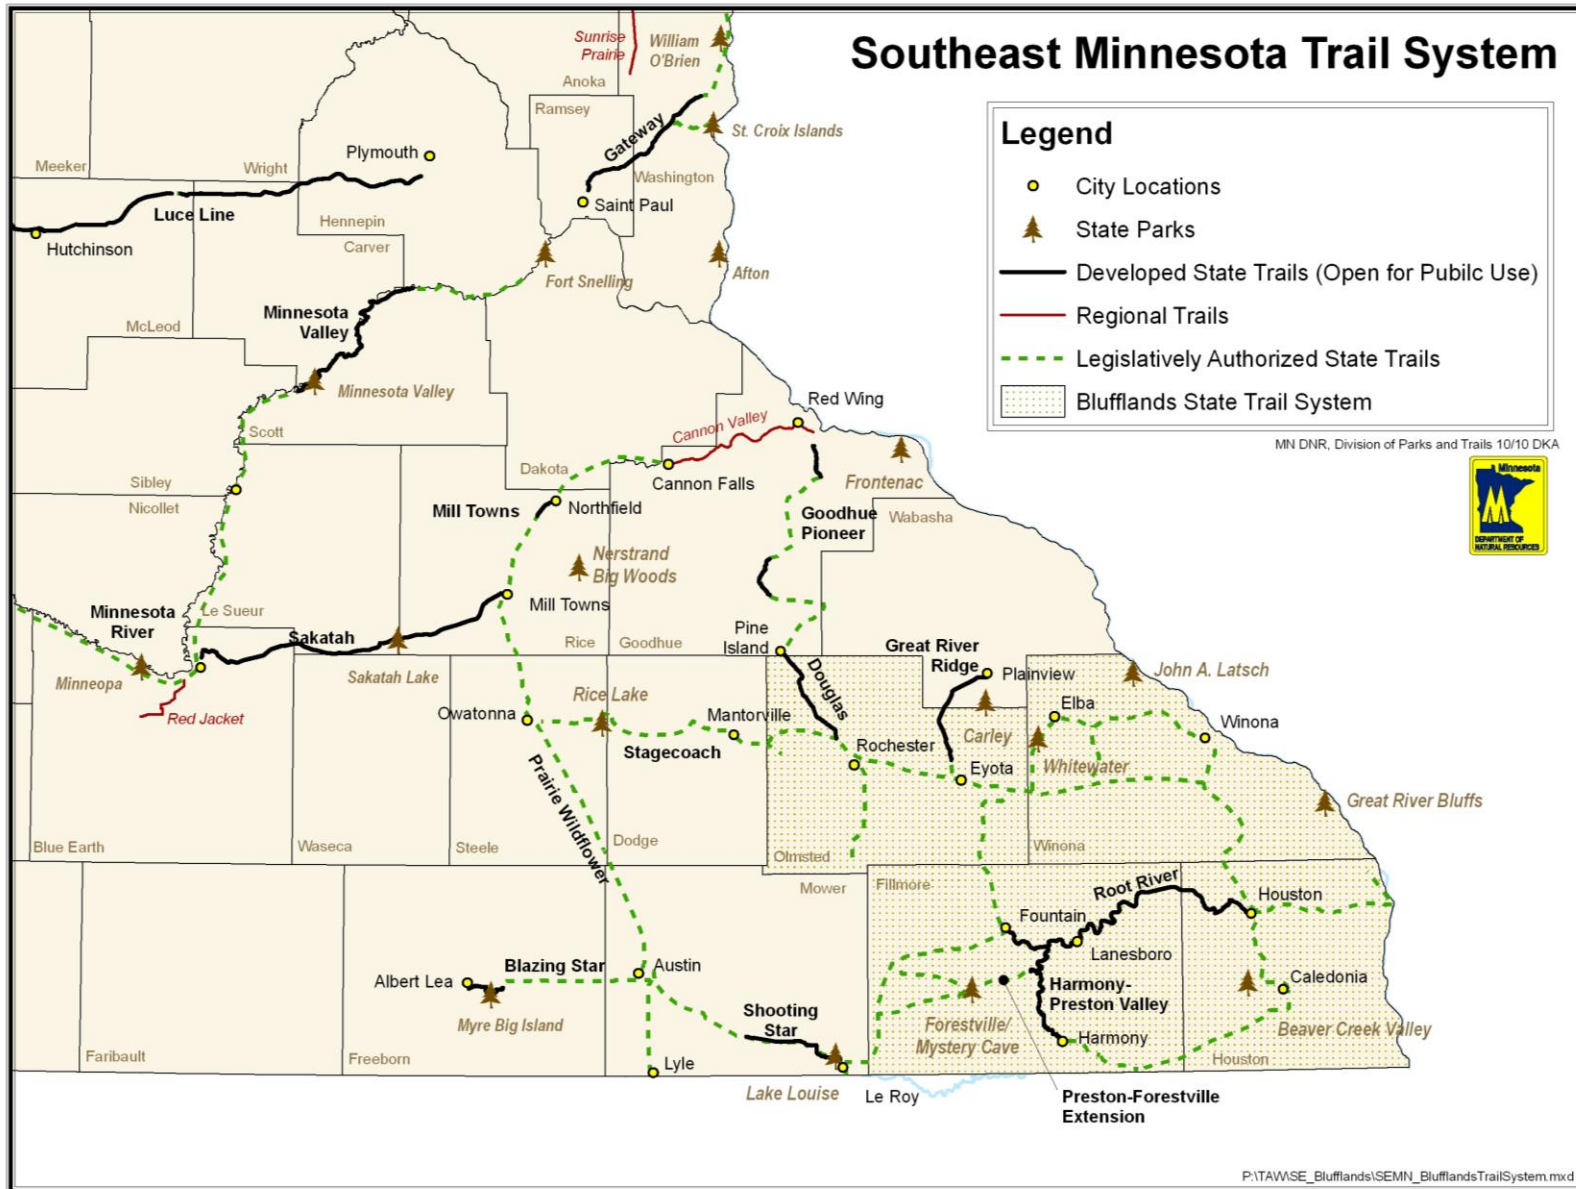 Southeast Minnesota Trail System
Legend
City Locations
State Parks
Developed State Trails (Open for Pubilc Use)
Regional Trails
Legislatively Authorized State Trails
Blufflands State Trail System
MN DNR, Division of Parks and Trails 10/10 DKA
Minnesota
M
DEPARTMENT OF
NATURAL RESOURCES
Sunrise
Prairie
William
O'Brien
Anoka
Ramsey
Gateway
St. Croix Islands
Plymouth
Meeker
Wright
Washington
Saint Paul
Luce Line
Hennepin
Hutchinson
Carver
Fort Snelling
Afton
Minnesota
Valley
McLeod
Minnesota Valley
Red Wing
Cannon Valley
Scott
Dakota
Cannon Falls
Frontenac
Sibley
Nicollet
Mill Towns
Northfield
Goodhue
Pioneer
Wabasha
Nerstrand
Big Woods
Minnesota
River
Le Sueur
Mill Towns
Sakatah
Rice
Goodhue
Pine
Island
Great River
Ridge
Plainview
John A. Latsch
Minneopa
Sakatah Lake
Douglas
Red Jacket
Rice Lake
Owatonna
Mantorville
Elba
Winona
Carley
Stagecoach
Rochester
Eyota
Whitewater
Great River Bluffs
Prairie Wildflower
Blue Earth
Waseca
Steele
Dodge
Olmsted
Winona
Mower
Fillmore
Root River
Houston
Fountain
Lanesboro
Albert Lea
Blazing Star
Austin
Harmony-
Preston Valley
Caledonia
Myre Big Island
Shooting
Star
Forestville/
Mystery Cave
Beaver Creek Valley
Harmony
Faribault
Freeborn
Lyle
Houston
Lake Louise
Le Roy
Preston-Forestville
Extension
P:\TAW\SE_Blufflands\SEMN_BlufflandsTrailSystem.mxd